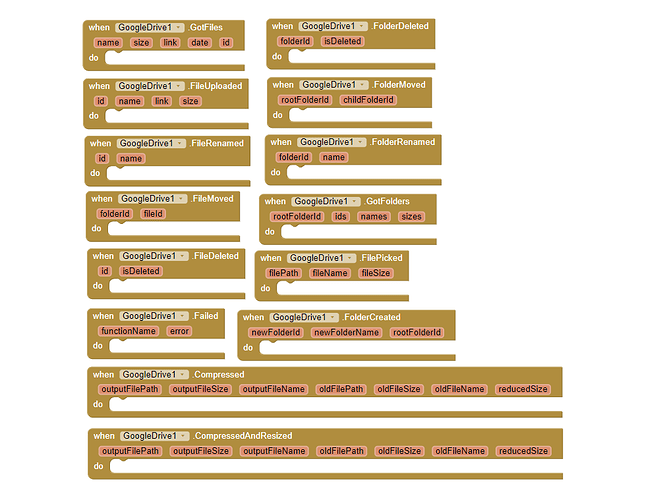 when GoogleDrive1 .GotFiles
name size link date id
do
when GoogleDrive1 .FileUploaded
id name link size
do
when GoogleDrive1 .FileRenamed
id name
do
when GoogleDrive1 .FileMoved
folderId fileId
do
when GoogleDrive1 .FileDeleted
id isDeleted
do
when GoogleDrive1 .Failed
functionName error
do
when GoogleDrive1 .FolderDeleted
folderId isDeleted
do
when GoogleDrive1 .FolderMoved
rootFolderId childFolderId
do
when GoogleDrive1 .FolderRenamed
folderId name
do
when GoogleDrive1 .GotFolders
rootFolderId ids names sizes
do
when GoogleDrive1 .FilePicked
filePath fileName fileSize
do
when GoogleDrive1 .FolderCreated
newFolderId newFolderName rootFolderId
do
when GoogleDrive1 .Compressed
outputFilePath outputFileSize outputFileName oldFilePath oldFileSize oldFileName reducedSize
do
when GoogleDrive1 .CompressedAndResized
outputFilePath outputFileSize outputFileName oldFilePath oldFileSize oldFileName reducedSize
do